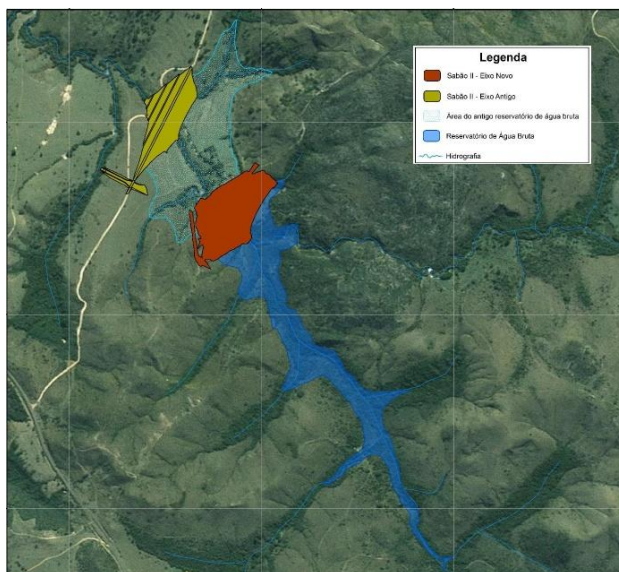 Legenda
Sabão II - Eixo Novo
Sabão II - Eixo Antigo
Área do antigo reservatório de água bruta
Reservatório de Água Bruta
Hidrografia